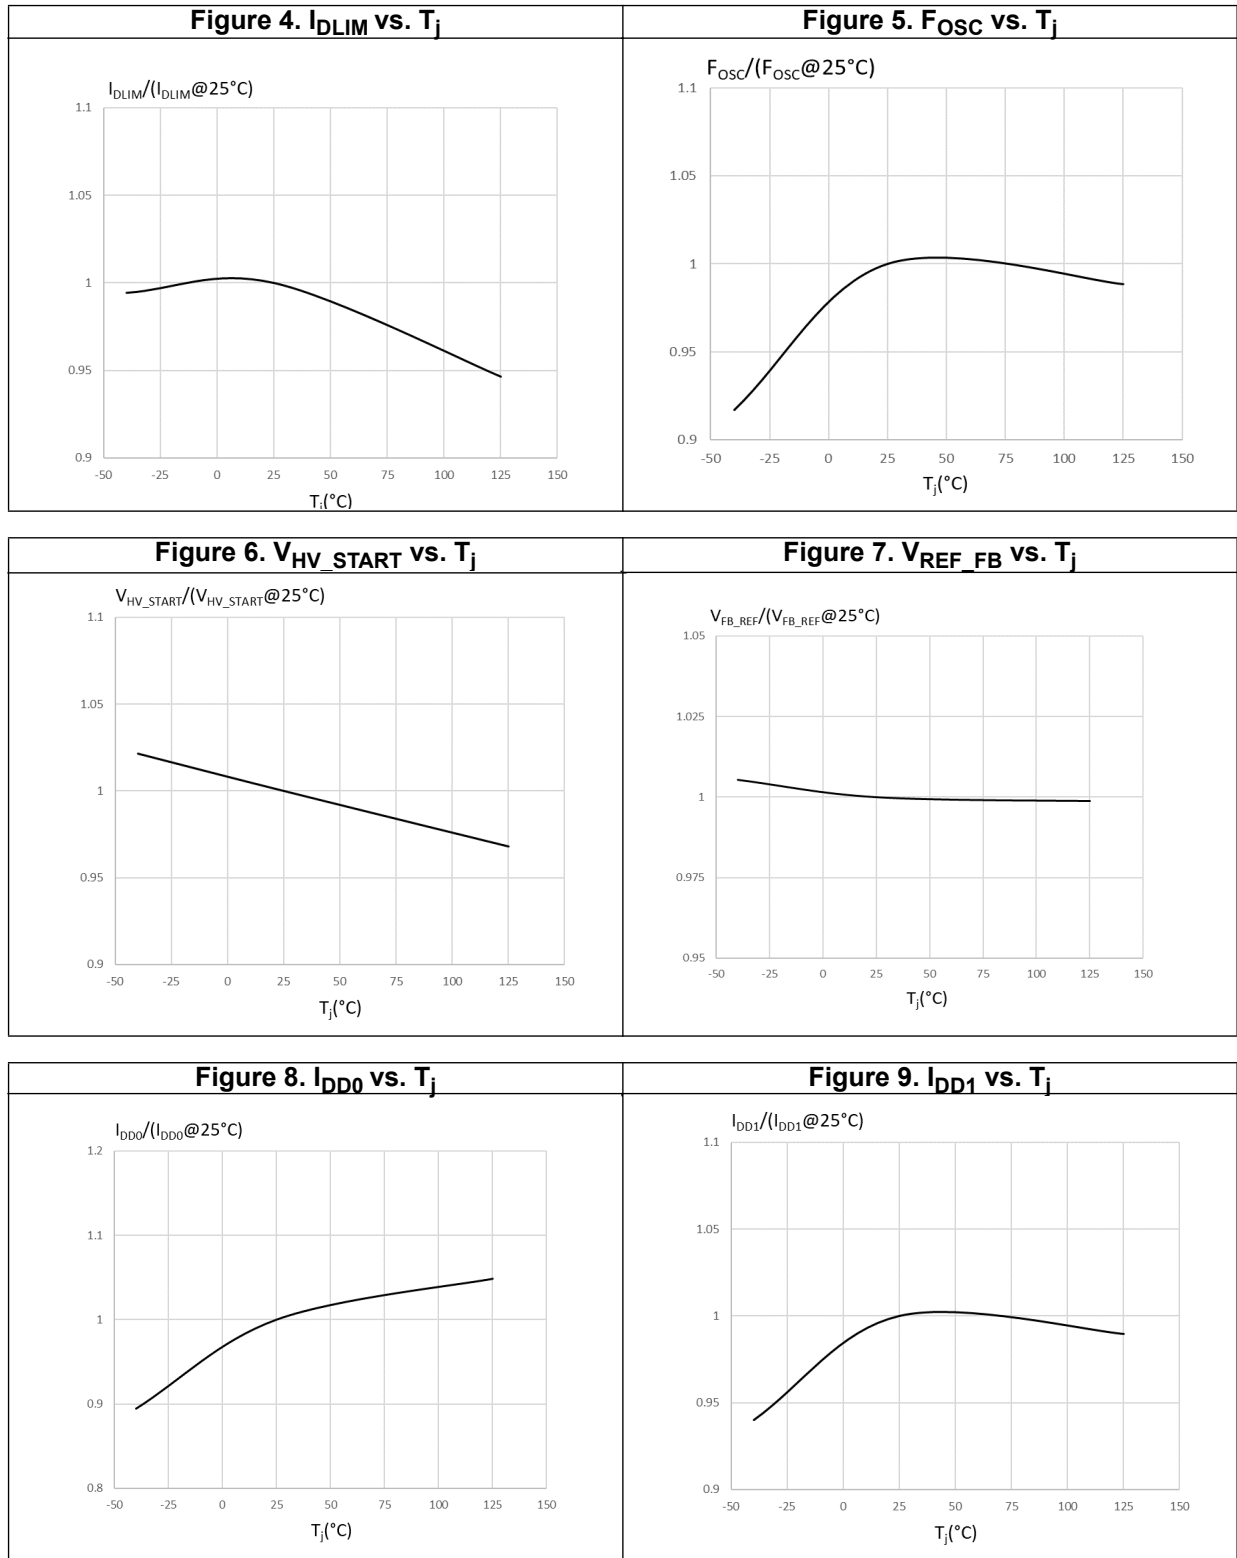 Figure 4. IDLIM vs. Tj
IDLIM/(IDLIM@25°C)
1.1
1.05
1
0.95
0.9
-50 -25 0 25 50 75 100 125 150
Tj(°C)
Figure 5. FOSC vs. Tj
FOSC/(FOSC@25°C)
1.1
1.05
1
0.95
0.9
-50 -25 0 25 50 75 100 125 150
Tj(°C)
Figure 6. VHV_START vs. Tj
VHV_START/(VHV_START@25°C)
1.1
1.05
1
0.95
0.9
-50 -25 0 25 50 75 100 125 150
Tj(°C)
Figure 7. VREF_FB vs. Tj
VFB_REF/(VFB_REF@25°C)
1.05
1.025
1
0.975
0.95
-50 -25 0 25 50 75 100 125 150
Tj(°C)
Figure 8. IDD0 vs. Tj
IDD0/(IDD0@25°C)
1.2
1.1
1.0
0.9
0.8
-50 -25 0 25 50 75 100 125 150
Tj(°C)
Figure 9. IDD1 vs. Tj
IDD1/(IDD1@25°C)
1.1
1.05
1
0.95
0.9
-50 -25 0 25 50 75 100 125 150
Tj(°C)